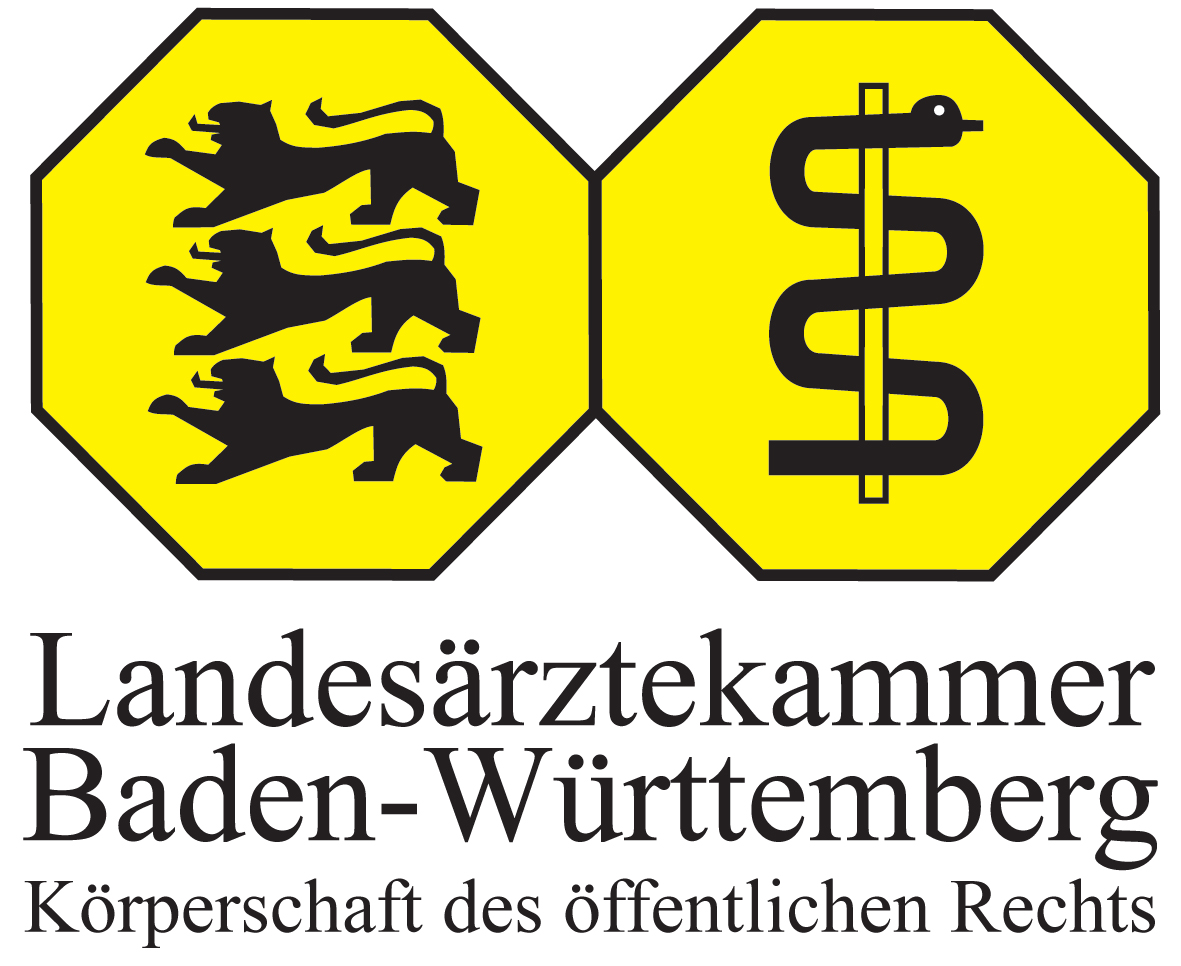 Landesärztekammer
Baden-Württemberg
Körperschaft des öffentlichen Rechts